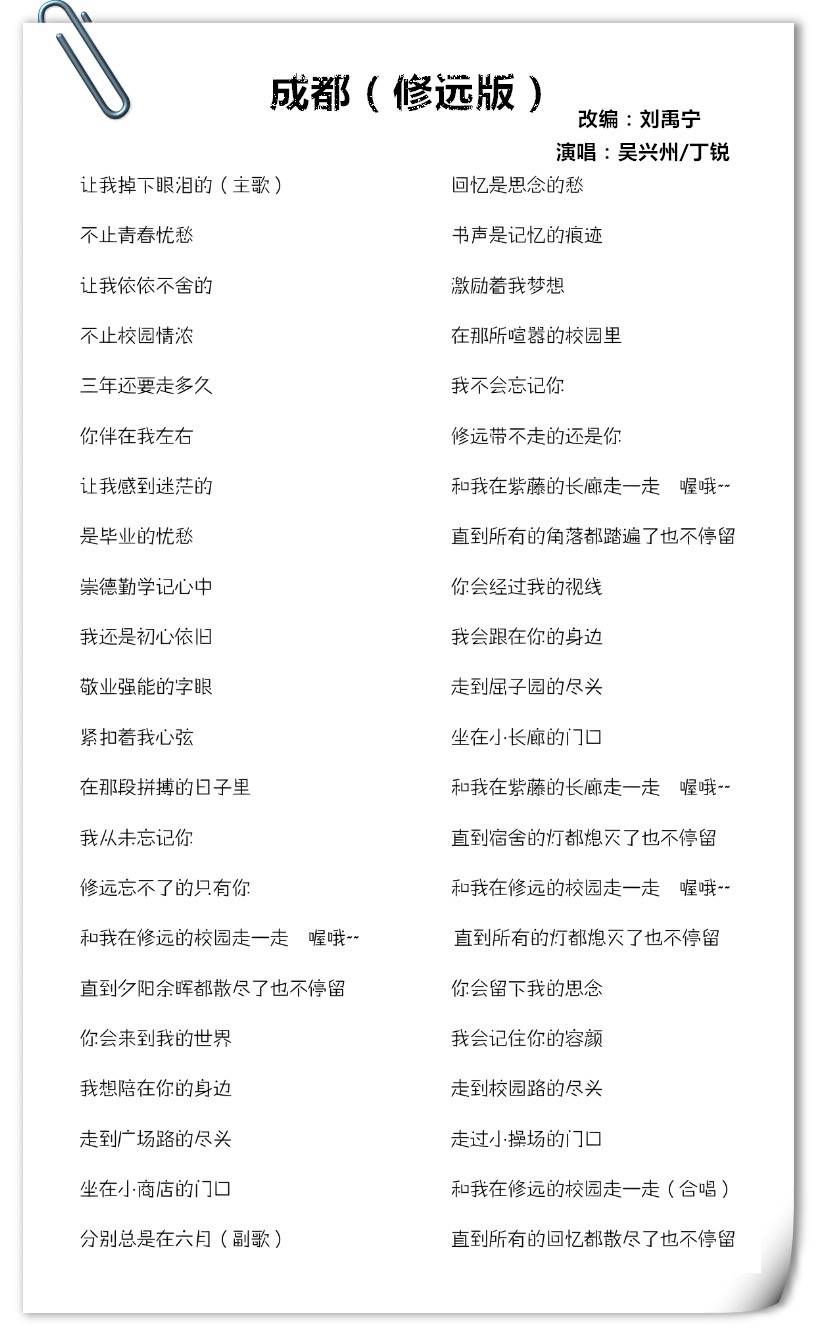 成都（修远版）
改编：刘禹宁
演唱：吴兴州/丁锐
让我掉下眼泪的（主歌）
不止青春忧愁
让我依依不舍的
不止校园情浓
三年还要走多久
你伴在我左右
让我感到迷茫的
是毕业的忧愁
崇德勤学记心中
我还是初心依旧
敬业强能的字眼
紧扣着我心弦
在那段拼搏的日子里
我从未忘记你
修远忘不了的只有你
和我在修远的校园走一走　喔哦~~
直到夕阳余晖都散尽了也不停留
你会来到我的世界
我想陪在你的身边
走到广场路的尽头
坐在小商店的门口
分别总是在六月（副歌）
回忆是思念的愁
书声是记忆的痕迹
激励着我梦想
在那所喧嚣的校园里
我不会忘记你
修远带不走的还是你
和我在紫藤的长廊走一走　喔哦~~
直到所有的角落都踏遍了也不停留
你会经过我的视线
我会跟在你的身边
走到屈子园的尽头
坐在小长廊的门口
和我在紫藤的长廊走一走　喔哦~~
直到宿舍的灯都熄灭了也不停留
和我在修远的校园走一走　喔哦~~
直到所有的灯都熄灭了也不停留
你会留下我的思念
我会记住你的容颜
走到校园路的尽头
走过小操场的门口
和我在修远的校园走一走（合唱）
直到所有的回忆都散尽了也不停留